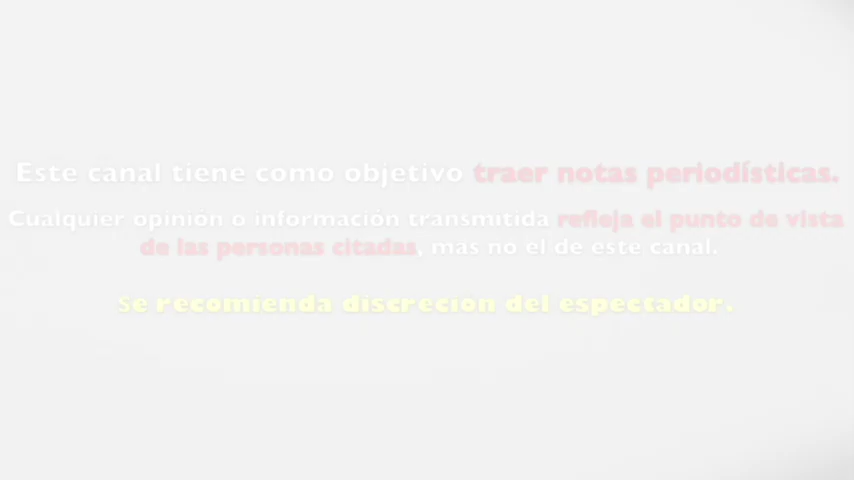 Este canal tiene como objetivo traer notas periodísticas.
Cualquier opinión o información transmitida refleja el punto de vista
de las personas citadas, mas no el de este canal.
Se recomienda discreción del espectador.